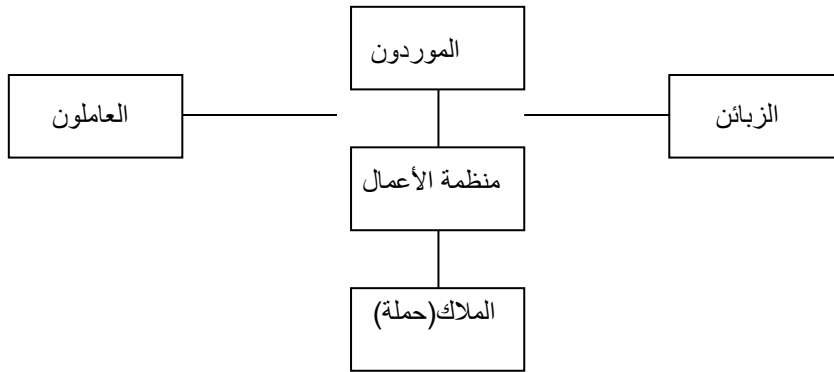 الموردون
الزبائن
العاملون
منظمة الأعمال
الملاك(حملة)